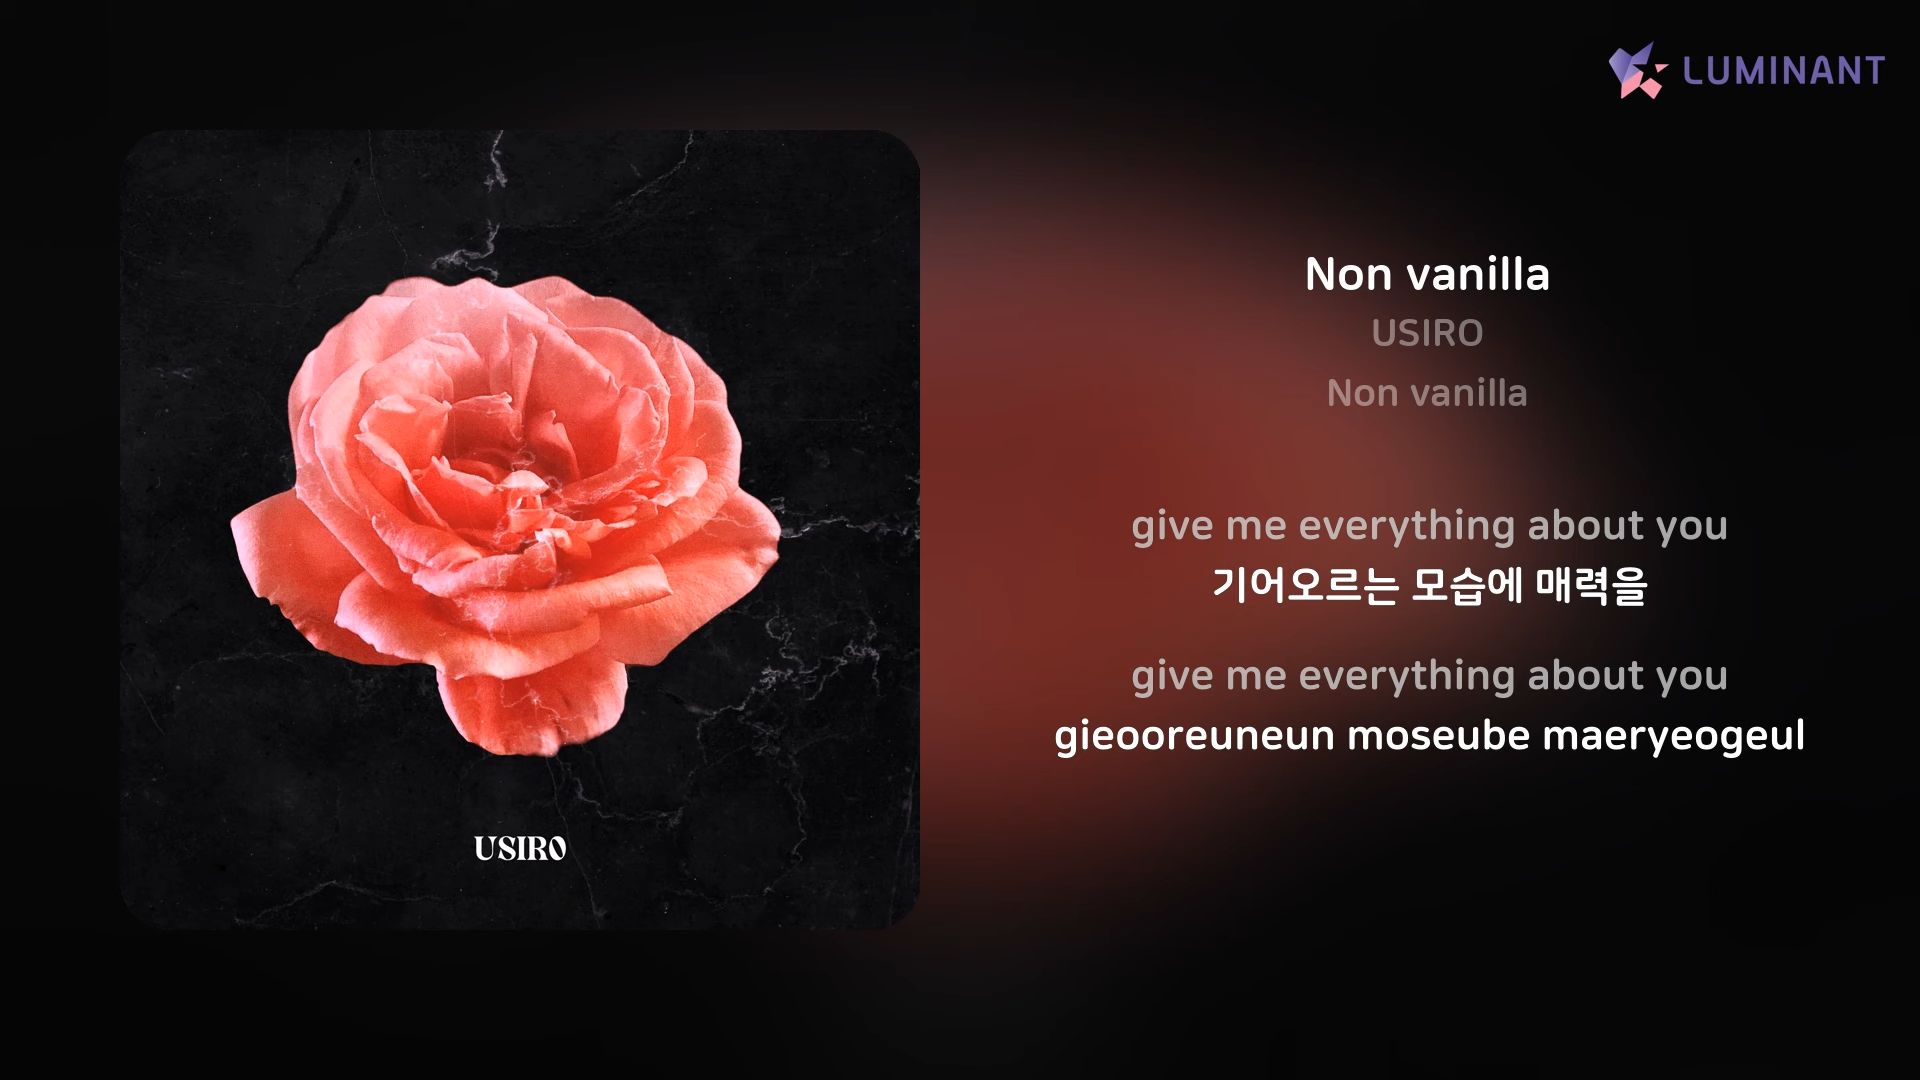 LUMINANT
Non vanilla
USIRO
Non vanilla
give me everything about you
기어오르는 모습에 매력을
give me everything about you
gieooreuneun moseube maeryeogeul
USIRO